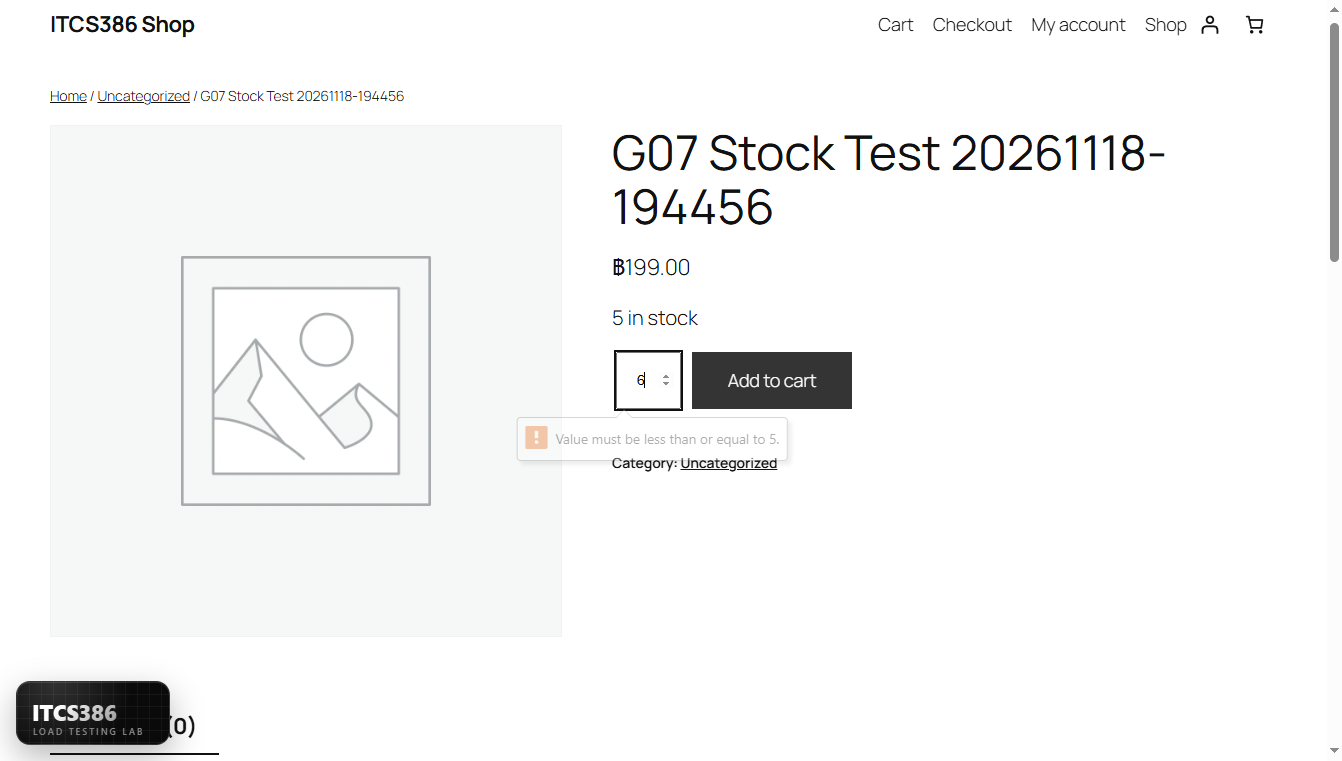 ITCS386 Shop
Cart Checkout My account Shop
Home / Uncategorized / G07 Stock Test 20261118-194456
G07 Stock Test 20261118-
194456
฿199.00
5 in stock
6
Add to cart
Value must be less than or equal to 5.
Category: Uncategorized
ITCS386
LOAD TESTING LAB
(0)